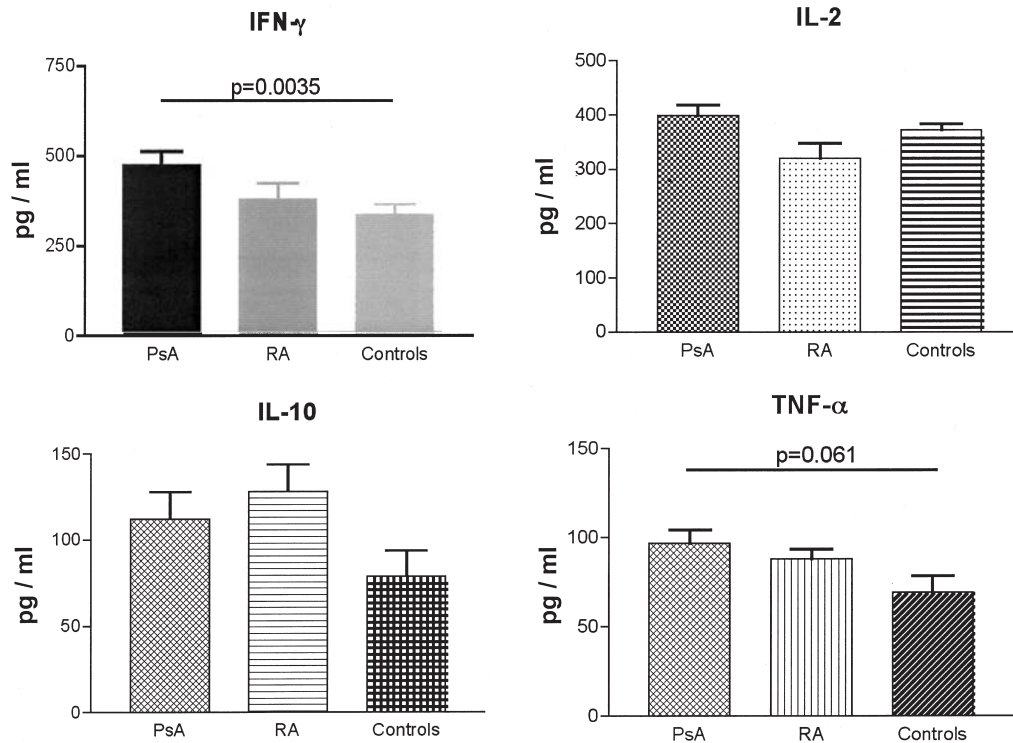 IFN-γ
750
p=0.0035
500
pg / ml
250
0
PsA RA Controls
IL-2
500
400
300
pg / ml
200
100
0
PsA RA Controls
IL-10
150
100
pg / ml
50
0
PsA RA Controls
TNF-α
150
p=0.061
100
pg / ml
50
0
PsA RA Controls